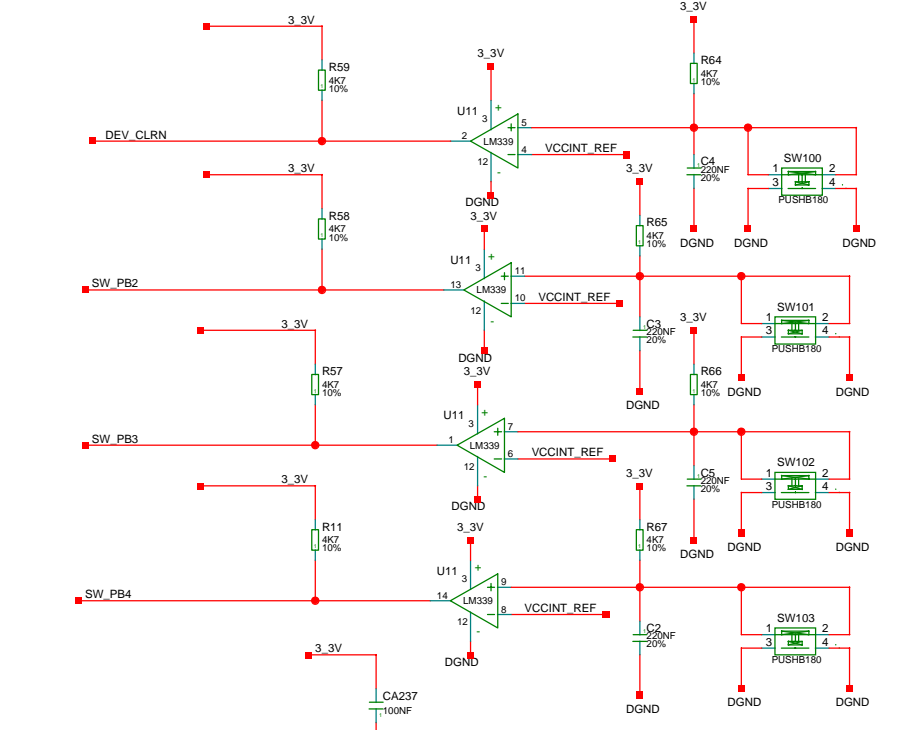 3_3V
R59
4K7
10%
DEV_CLRN
3_3V
U11
+
3
2
LM339
12
-
DGND
+ 5
- 4
VCCINT_REF
3_3V
R64
4K7
10%
C4
220NF
20%
DGND
SW100
1 2
3 4
PUSHB180
DGND
DGND
3_3V
R58
4K7
10%
SW_PB2
3_3V
U11
+
3
13
LM339
12
-
DGND
+ 11
- 10
VCCINT_REF
3_3V
R65
4K7
10%
C3
220NF
20%
DGND
SW101
1 2
3 4
PUSHB180
DGND
DGND
3_3V
R57
4K7
10%
SW_PB3
3_3V
U11
+
3
1
LM339
12
-
DGND
+ 7
- 6
VCCINT_REF
3_3V
R66
4K7
10%
C5
220NF
20%
DGND
SW102
1 2
3 4
PUSHB180
DGND
DGND
3_3V
R11
4K7
10%
SW_PB4
3_3V
U11
+
3
14
LM339
12
-
DGND
+ 9
- 8
VCCINT_REF
3_3V
R67
4K7
10%
C2
220NF
20%
DGND
SW103
1 2
3 4
PUSHB180
DGND
DGND
3_3V
CA237
100NF